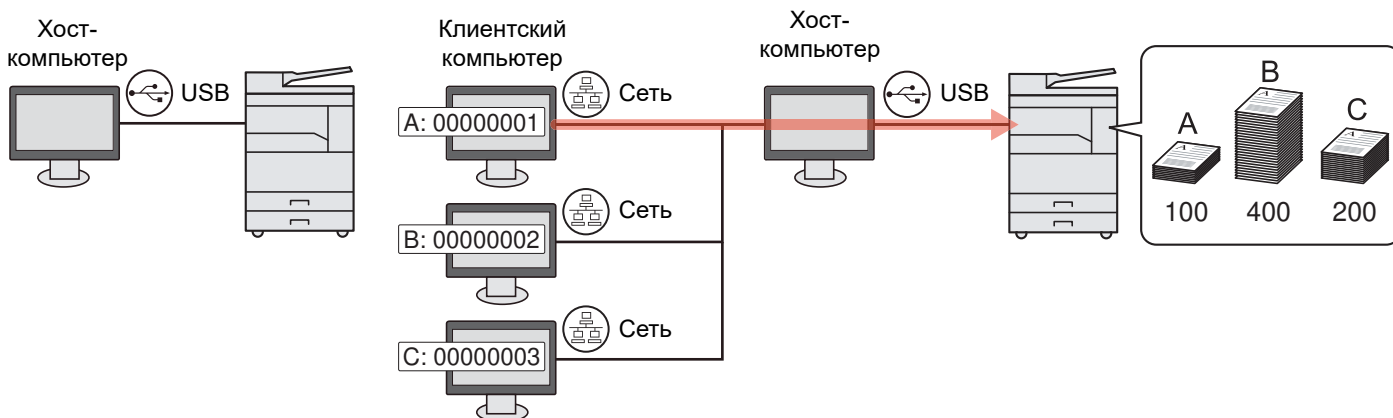 Хост-
компьютер
USB
Клиентский
компьютер
Сеть
A: 00000001
Сеть
B: 00000002
Сеть
C: 00000003
Хост-
компьютер
USB
A
100
B
400
C
200